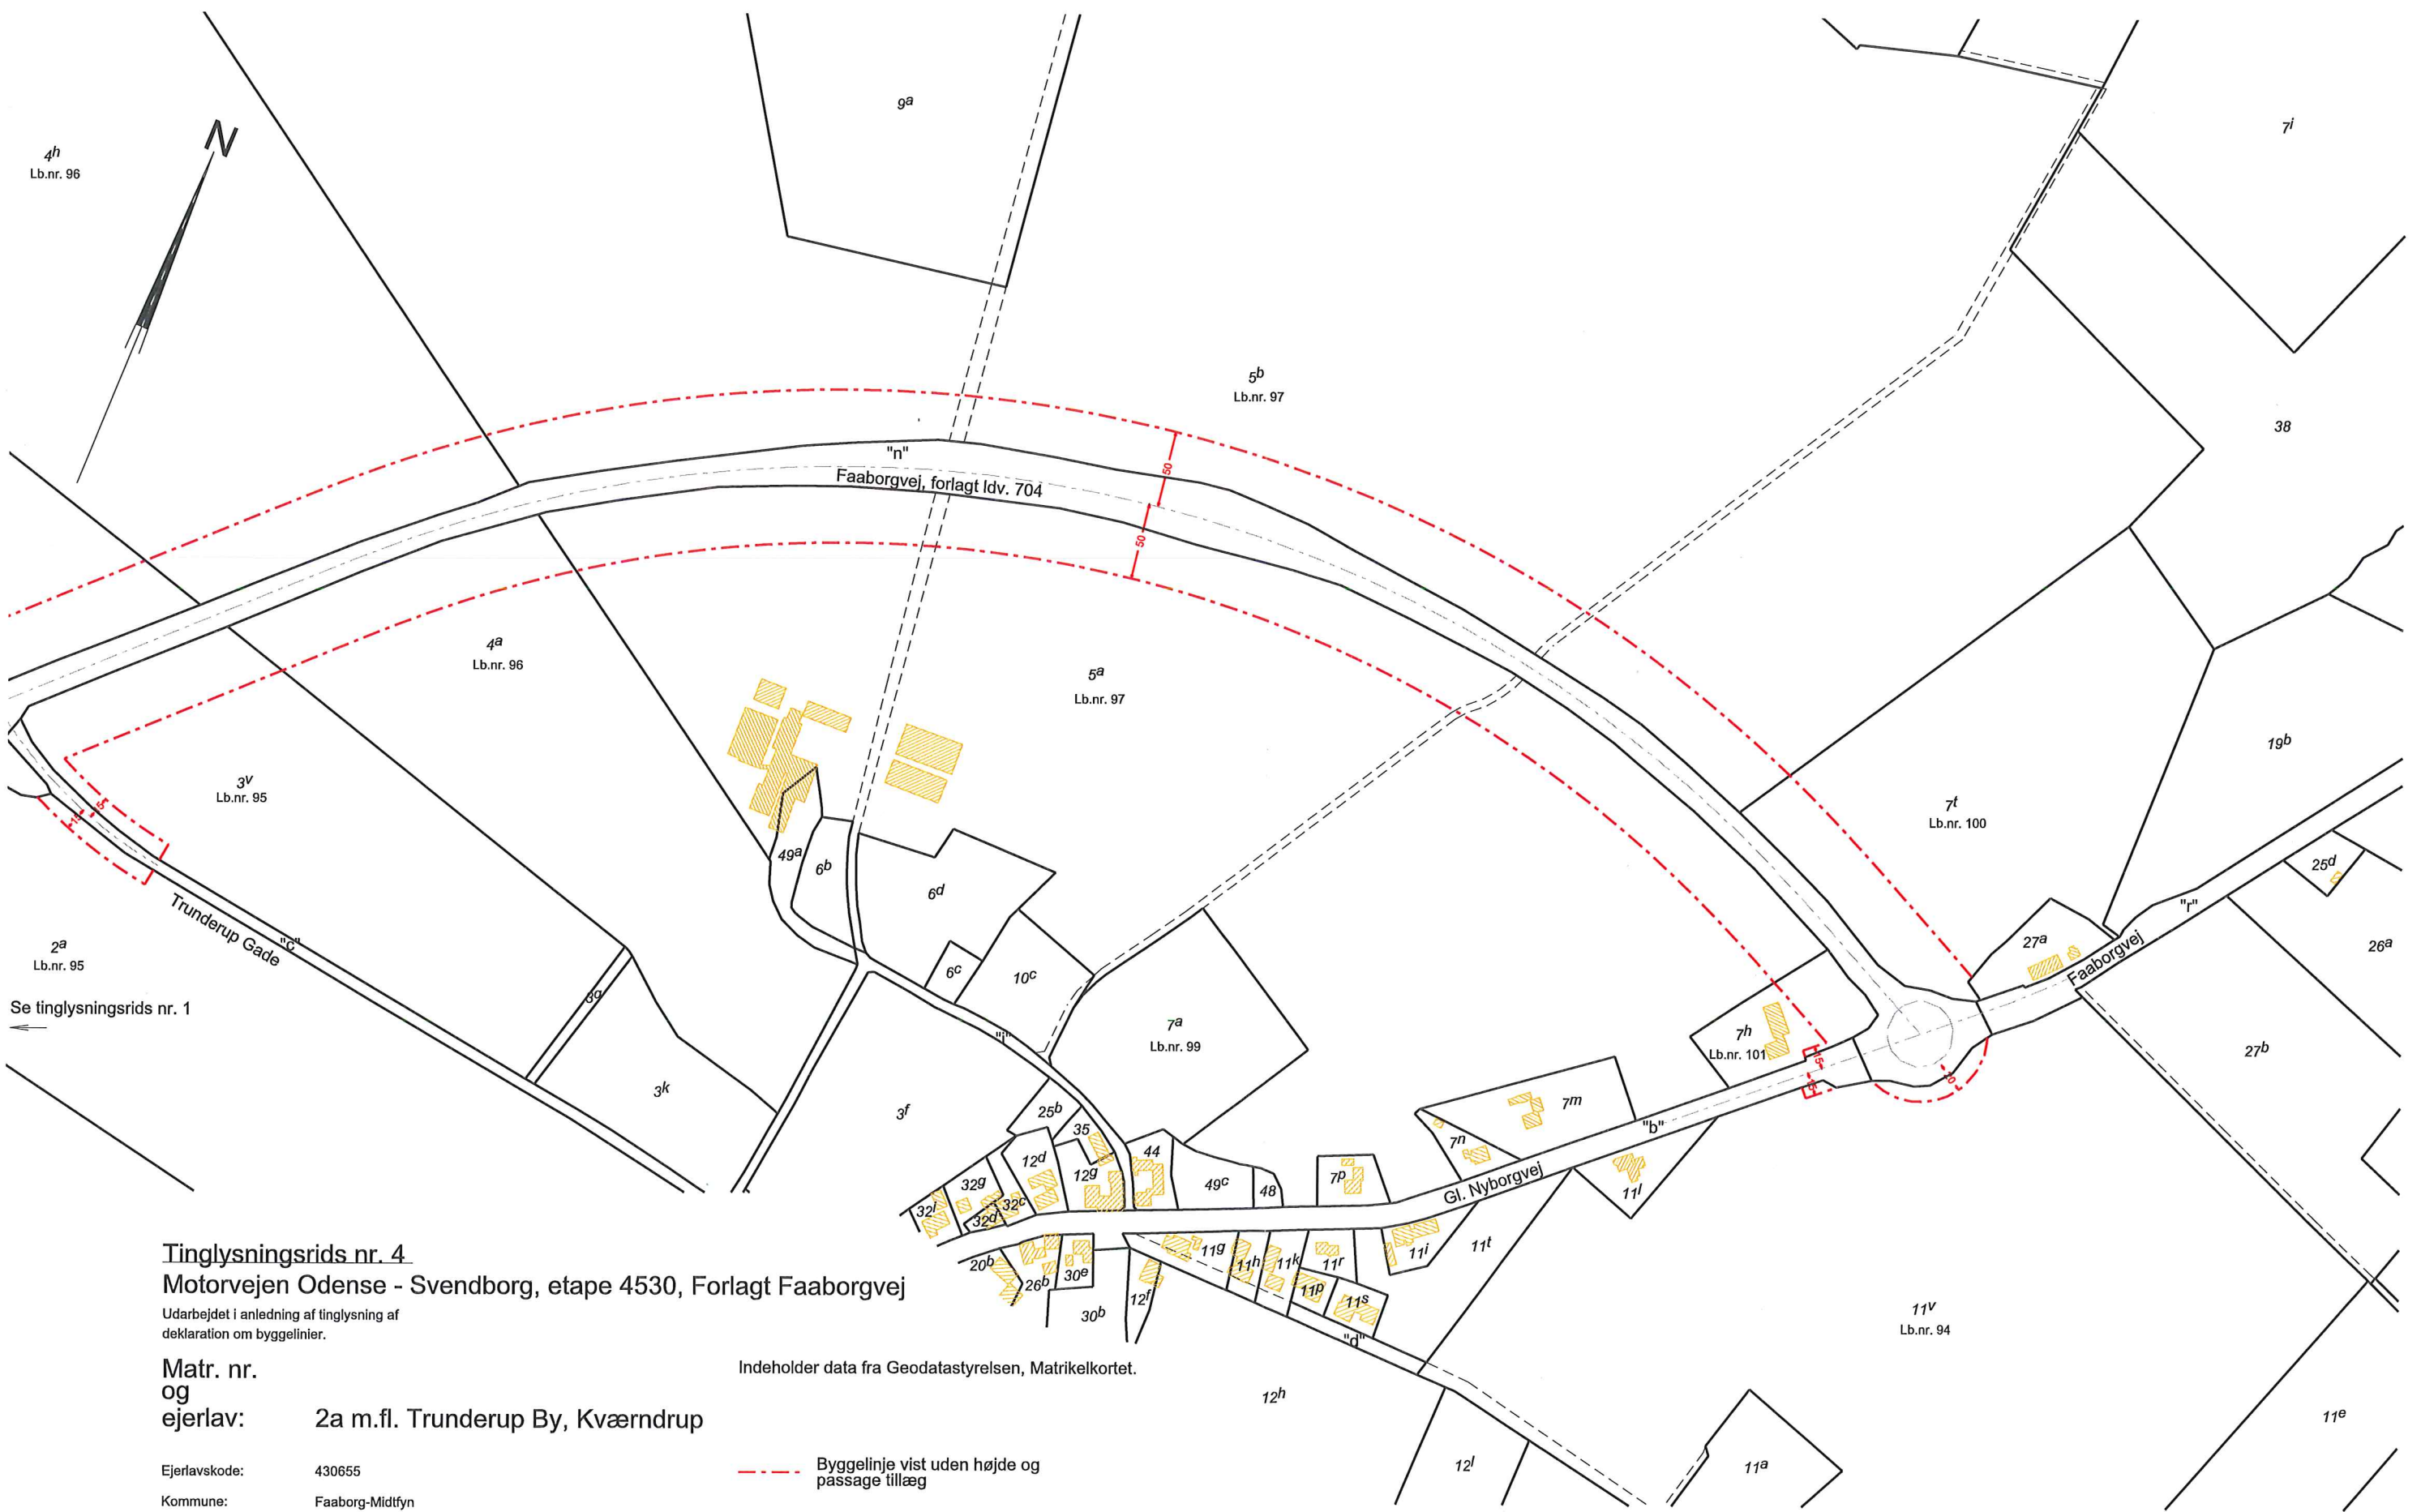 N
9a
7i
4h
Lb.nr. 96
5b
Lb.nr. 97
38
"n"
Faaborgvej, forlagt ldv. 704
50
50
4a
Lb.nr. 96
5a
Lb.nr. 97
19b
3v
Lb.nr. 95
7t
Lb.nr. 100
15
15
49a
6b
6d
25d
"r"
Trunderup Gade
"c"
2a
Lb.nr. 95
27a
Faaborgvej
26a
6c
10c
Se tinglysningsrids nr. 1
3g
"i"
7a
Lb.nr. 99
7h
Lb.nr. 101
15
15
10
27b
3k
3f
25b
35
7m
7n
"b"
44
12d
12g
32g
32i
32d
32c
49c
48
7p
Gl. Nyborgvej
11l
20b
26b
30e
30b
12f
11g
11h
11k
11r
11p
11s
11i
11t
"d"
11v
Lb.nr. 94
12h
12l
11a
11e
Tinglysningsrids nr. 4
Motorvejen Odense - Svendborg, etape 4530, Forlagt Faaborgvej
Udarbejdet i anledning af tinglysning af
deklaration om byggelinier.
Matr. nr.
og
ejerlav: 2a m.fl. Trunderup By, Kværndrup
Indeholder data fra Geodatastyrelsen, Matrikelkortet.
Ejerlavskode: 430655
Kommune: Faaborg-Midtfyn
Byggelinje vist uden højde og
passage tillæg